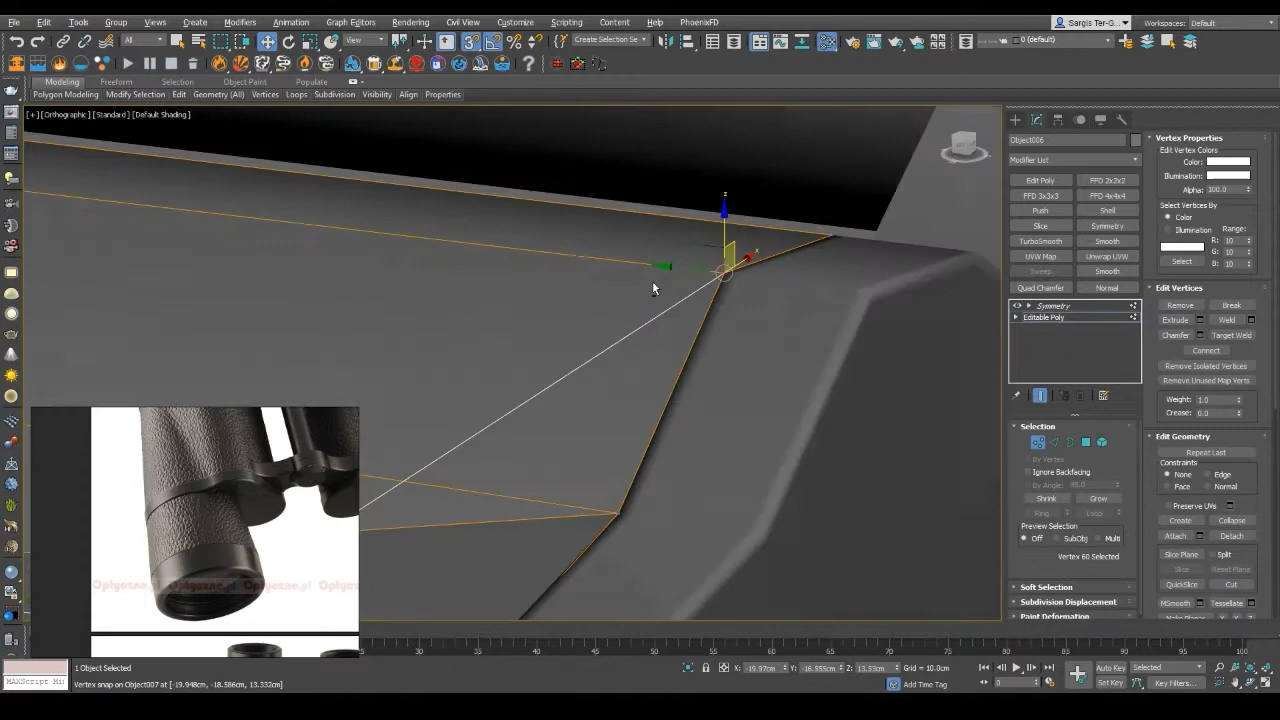 File Edit Tools Group Views Create Modifiers Animation Graph Editors Rendering Civil View Customize Scripting Content Help PhoenixFD Sargis Ter-G... Workspaces: Default
All View Create Selection Se 0 (default)
Modeling Freeform Selection Object Paint Populate
Polygon Modeling Modify Selection Edit Geometry (All) Vertices Loops Subdivision Visibility Align Properties
[+] [Orthographic] [Standard] [Default Shading]
z
x
Object006
Modifier List
Edit Poly FFD 2x2x2
FFD 3x3x3 FFD 4x4x4
Push Shell
Slice Symmetry
TurboSmooth Smooth
UVW Map Unwrap UVW
Sweep Smooth
Quad Chamfer Normal
Symmetry
Editable Poly
Selection
By Vertex
Ignore Backfacing
By Angle:
Shrink Grow
Ring Loop
Preview Selection
Off SubObj Multi
Vertex 60 Selected
Soft Selection
Subdivision Displacement
Paint Deformation
Vertex Properties
Edit Vertex Colors
Color:
Illumination:
Alpha: 100.0
Select Vertices By
Color
Illumination Range:
R: 10
G: 10
B: 10
Select
Edit Vertices
Remove Break
Extrude Weld
Chamfer Target Weld
Connect
Remove Isolated Vertices
Remove Unused Map Verts
Weight: 1.0
Crease: 0.0
Edit Geometry
Repeat Last
Constraints
None Edge
Face Normal
Preserve UVs
Create Collapse
Attach Detach
Slice Plane Split
Slice Reset Plane
QuickSlice Cut
MSmooth Tessellate
Make Planar X Y Z
Optyczne.pl Optyczne.pl Optyczne.pl
30 35 40 45 50 55 60 65 70 75 80 85 90 95 100
MAXScript Mi
1 Object Selected
Vertex snap on Object007 at [-19.948cm, -18.586cm, 13.332cm]
X: -19.97cm Y: -16.555cm Z: 13.53cm Grid = 10.0cm
Add Time Tag
0
Auto Key Selected
Set Key Key Filters...